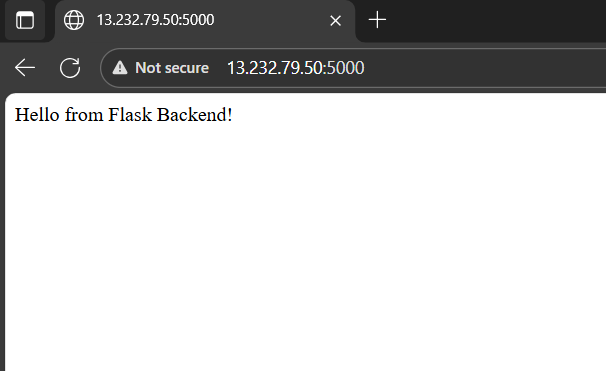 13.232.79.50:5000
Not secure 13.232.79.50:5000
Hello from Flask Backend!